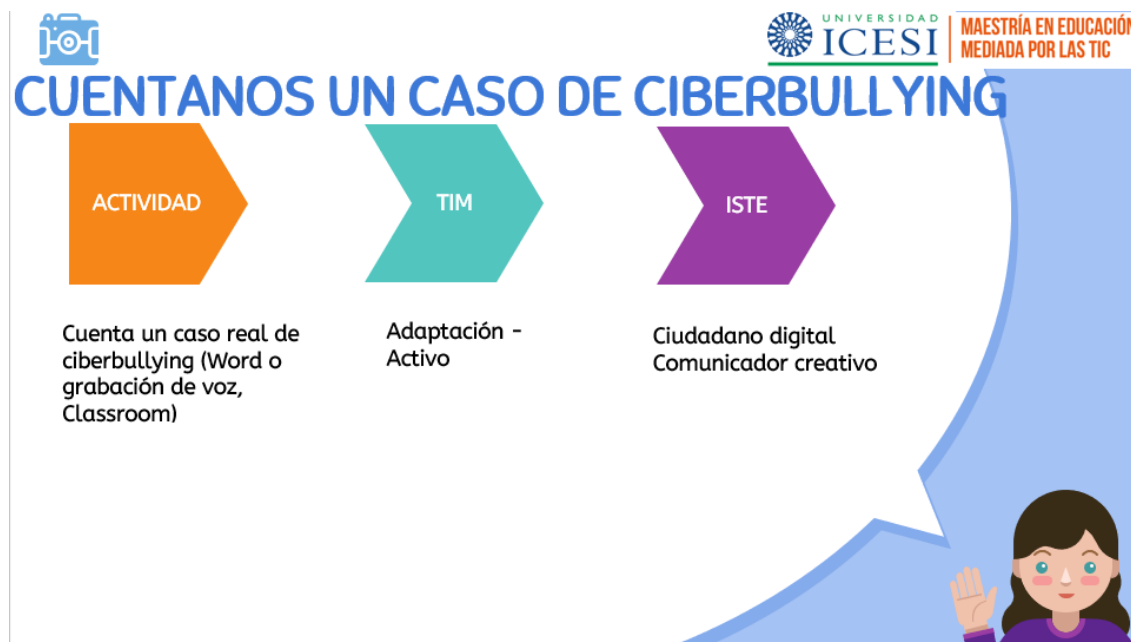 UNIVERSIDAD
ICESI
MAESTRÍA EN EDUCACIÓN
MEDIADA POR LAS TIC
CUENTANOS UN CASO DE CIBERBULLYING
ACTIVIDAD
TIM
ISTE
Cuenta un caso real de
ciberbullying (Word o
grabación de voz,
Classroom)
Adaptación -
Activo
Ciudadano digital
Comunicador creativo